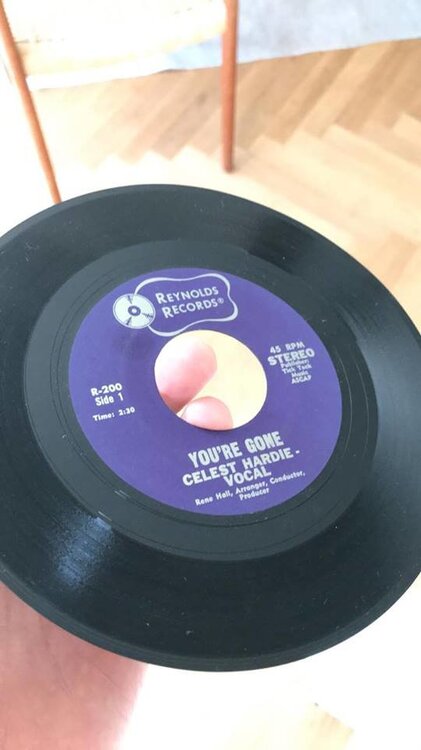 REYNOLDS
RECORDS®
R-200
Side 1
Time: 2:30
45 RPM
STEREO
Publisher:
Tick Tock
Music
ASCAP
YOU'RE GONE
CELEST HARDIE -
VOCAL
Rene Hall, Arranger, Conductor,
Producer